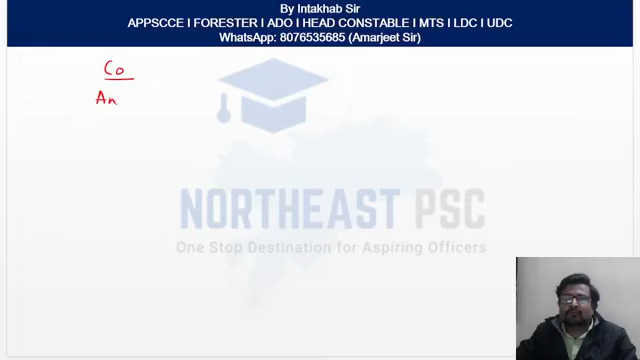 By Intakhab Sir
APPSCCE I FORESTER I ADO I HEAD CONSTABLE I MTS I LDC I UDC
WhatsApp: 8076535685 (Amarjeet Sir)
Co
An
NORTHEAST PSC
One Stop Destination for Aspiring Officers